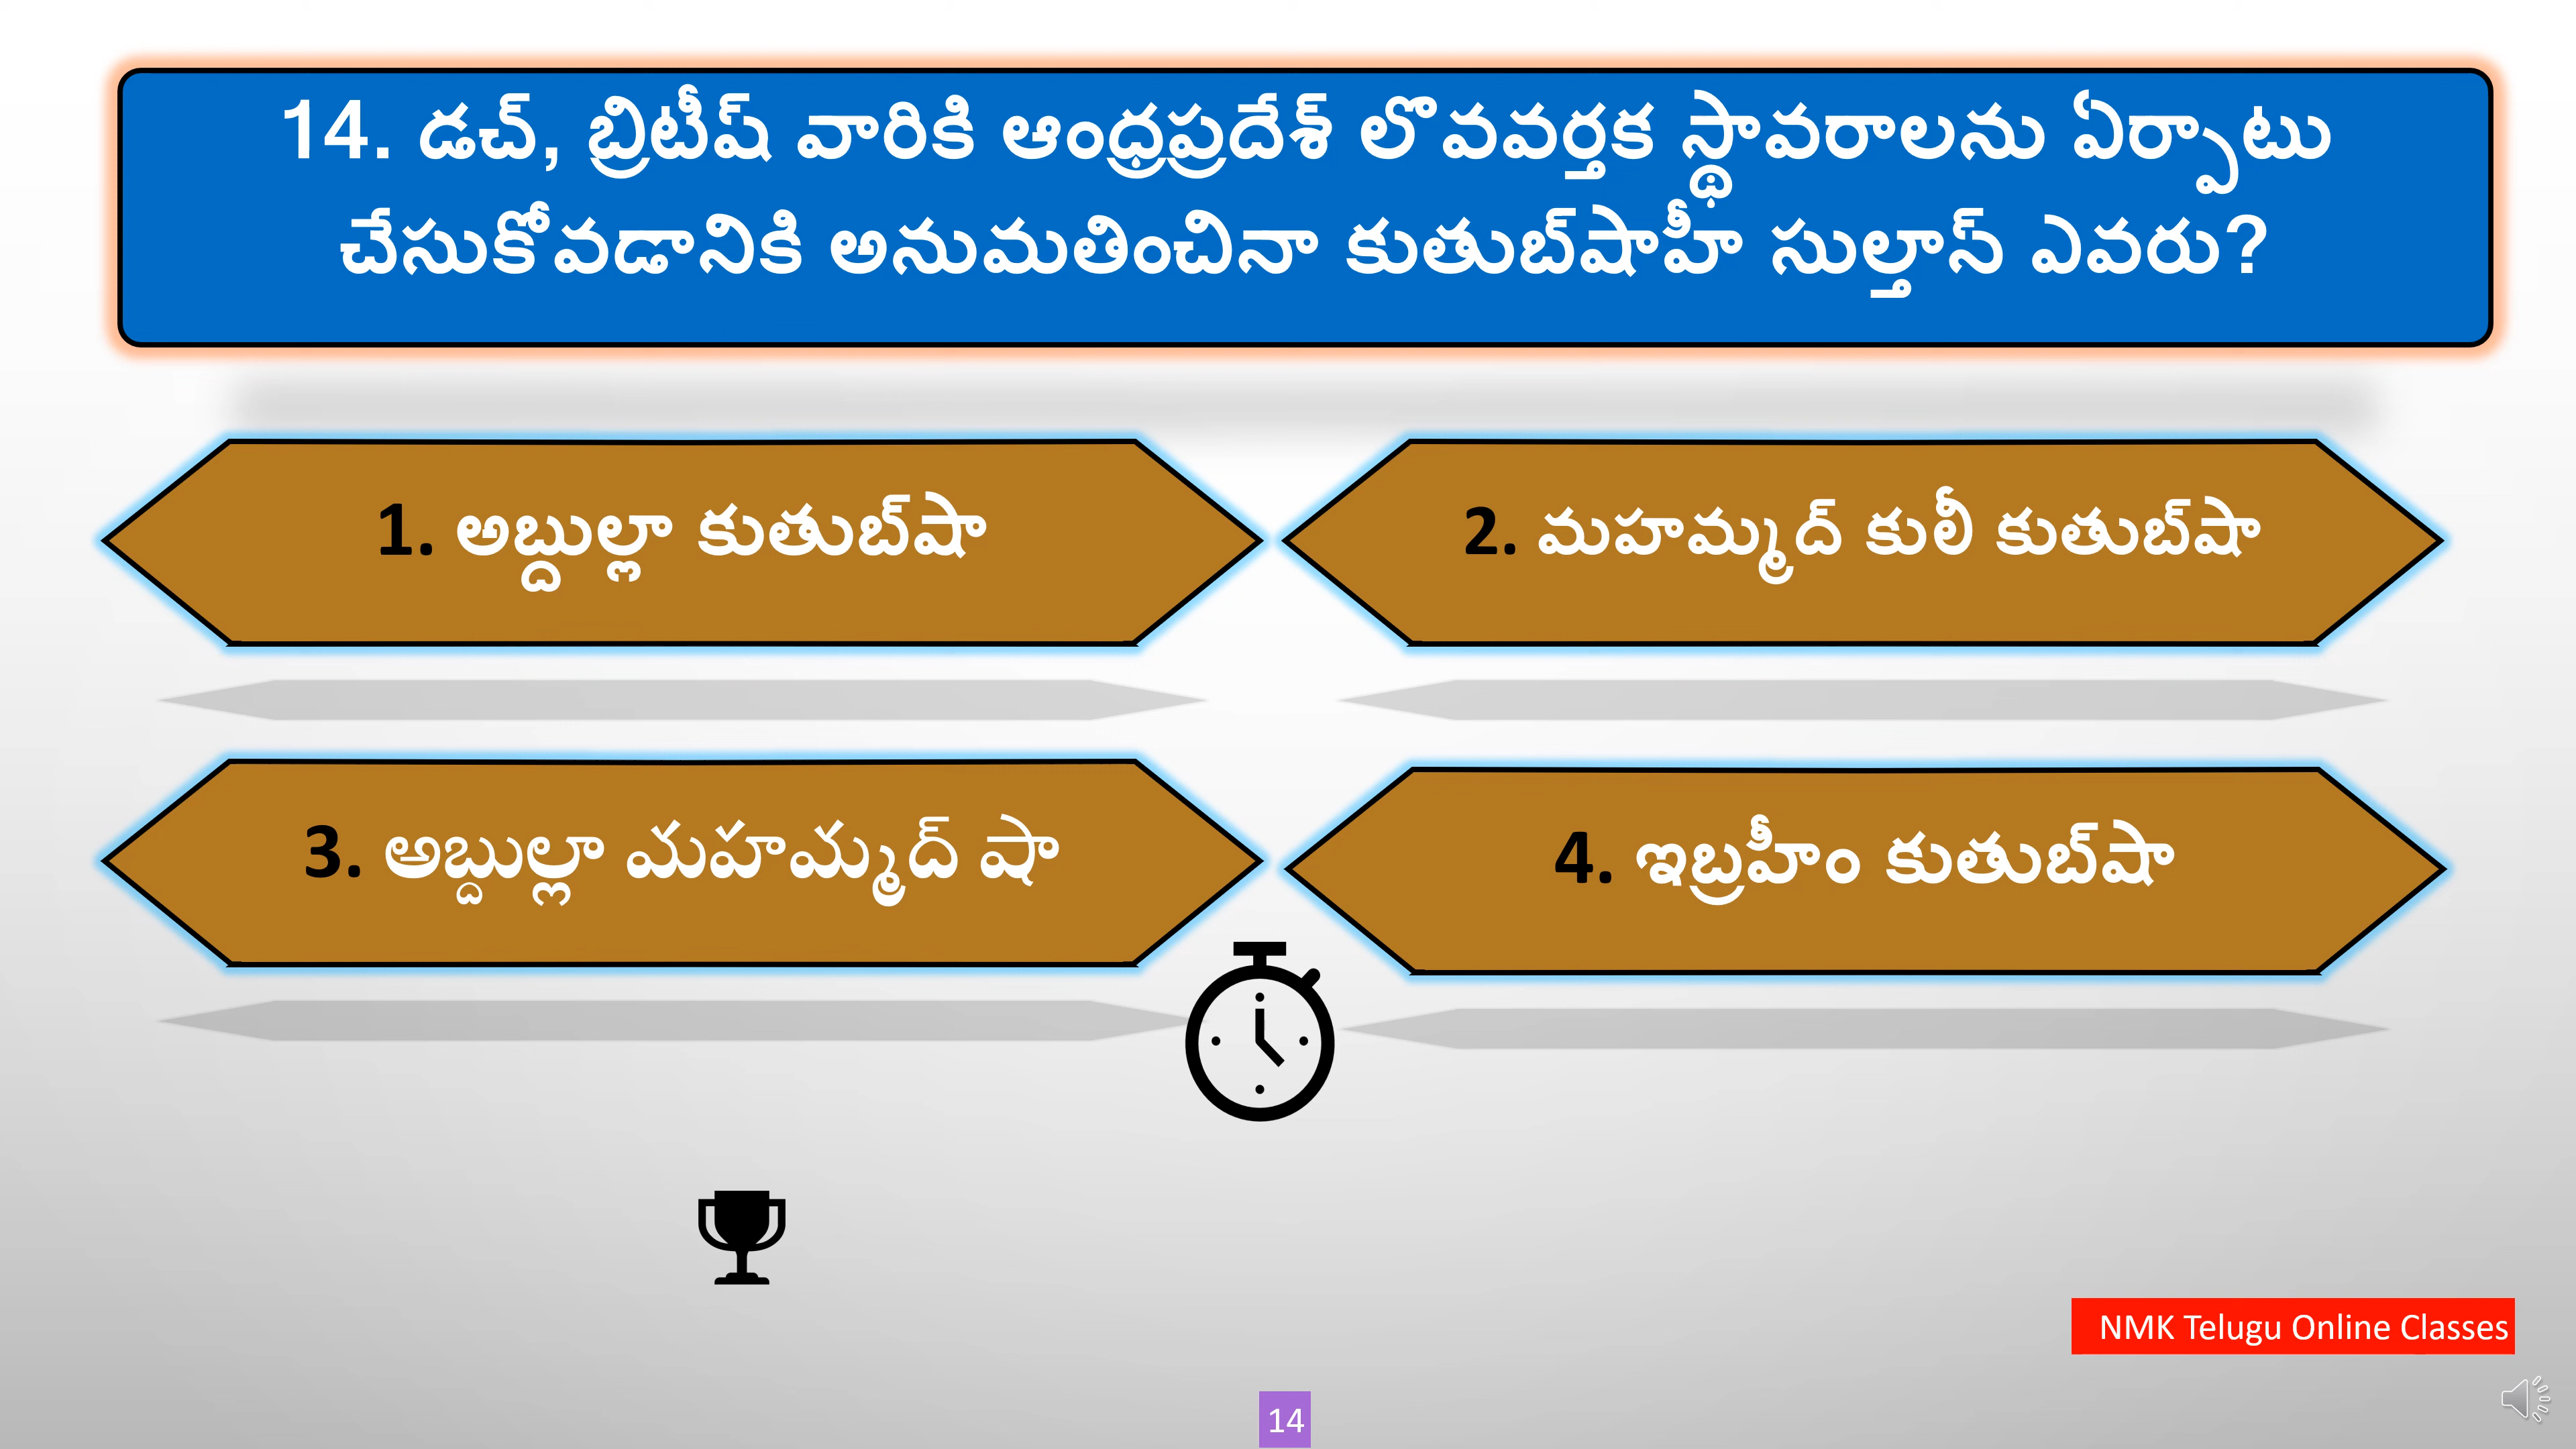 14. డచ్, బ్రిటీష్ వారికి ఆంధ్రప్రదేశ్ లొవవర్తక స్థావరాలను ఏర్పాటు
చేసుకోవడానికి అనుమతించినా కుతుబ్‌షాహీ సుల్తాన్ ఎవరు?
1. అబ్దుల్లా కుతుబ్‌షా
2. మహమ్మద్ కులీ కుతుబ్‌షా
3. అబ్దుల్లా మహమ్మద్ షా
4. ఇబ్రహీం కుతుబ్‌షా
NMK Telugu Online Classes
14